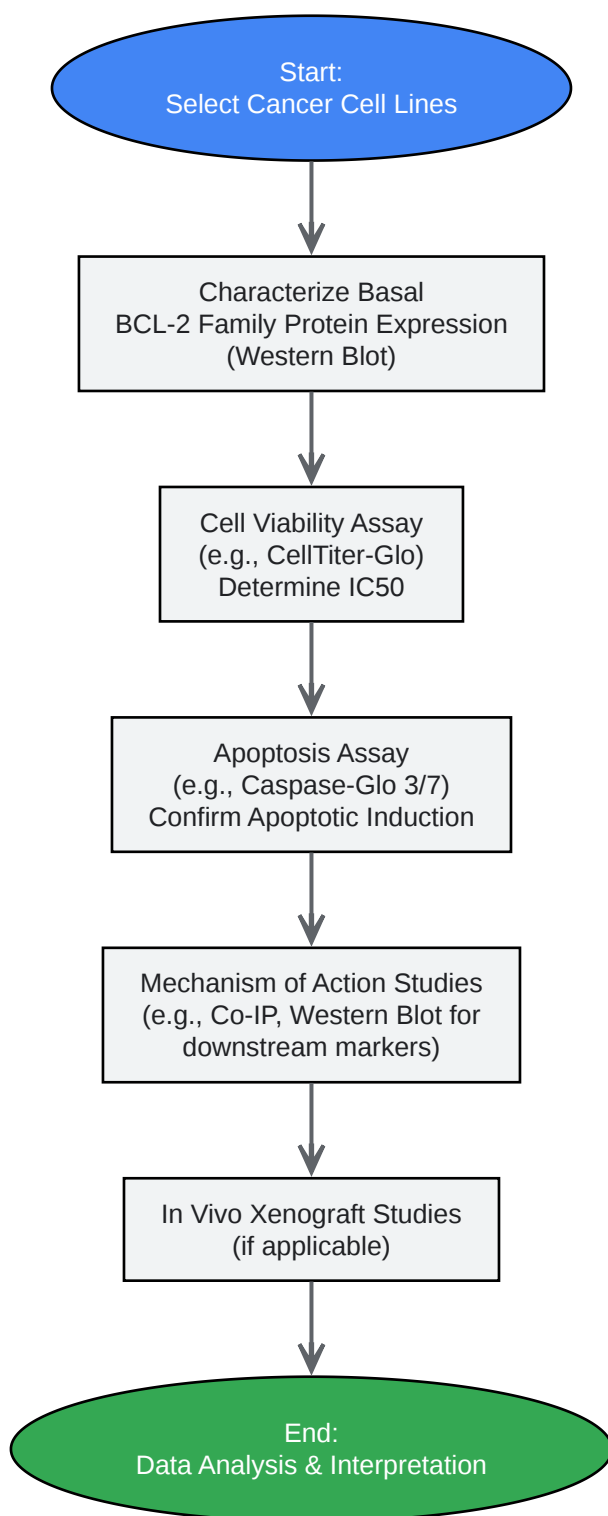 Start:
Select Cancer Cell Lines
Characterize Basal
BCL-2 Family Protein Expression
(Western Blot)
Cell Viability Assay
(e.g., CellTiter-Glo)
Determine IC50
Apoptosis Assay
(e.g., Caspase-Glo 3/7)
Confirm Apoptotic Induction
Mechanism of Action Studies
(e.g., Co-IP, Western Blot for
downstream markers)
In Vivo Xenograft Studies
(if applicable)
End:
Data Analysis & Interpretation